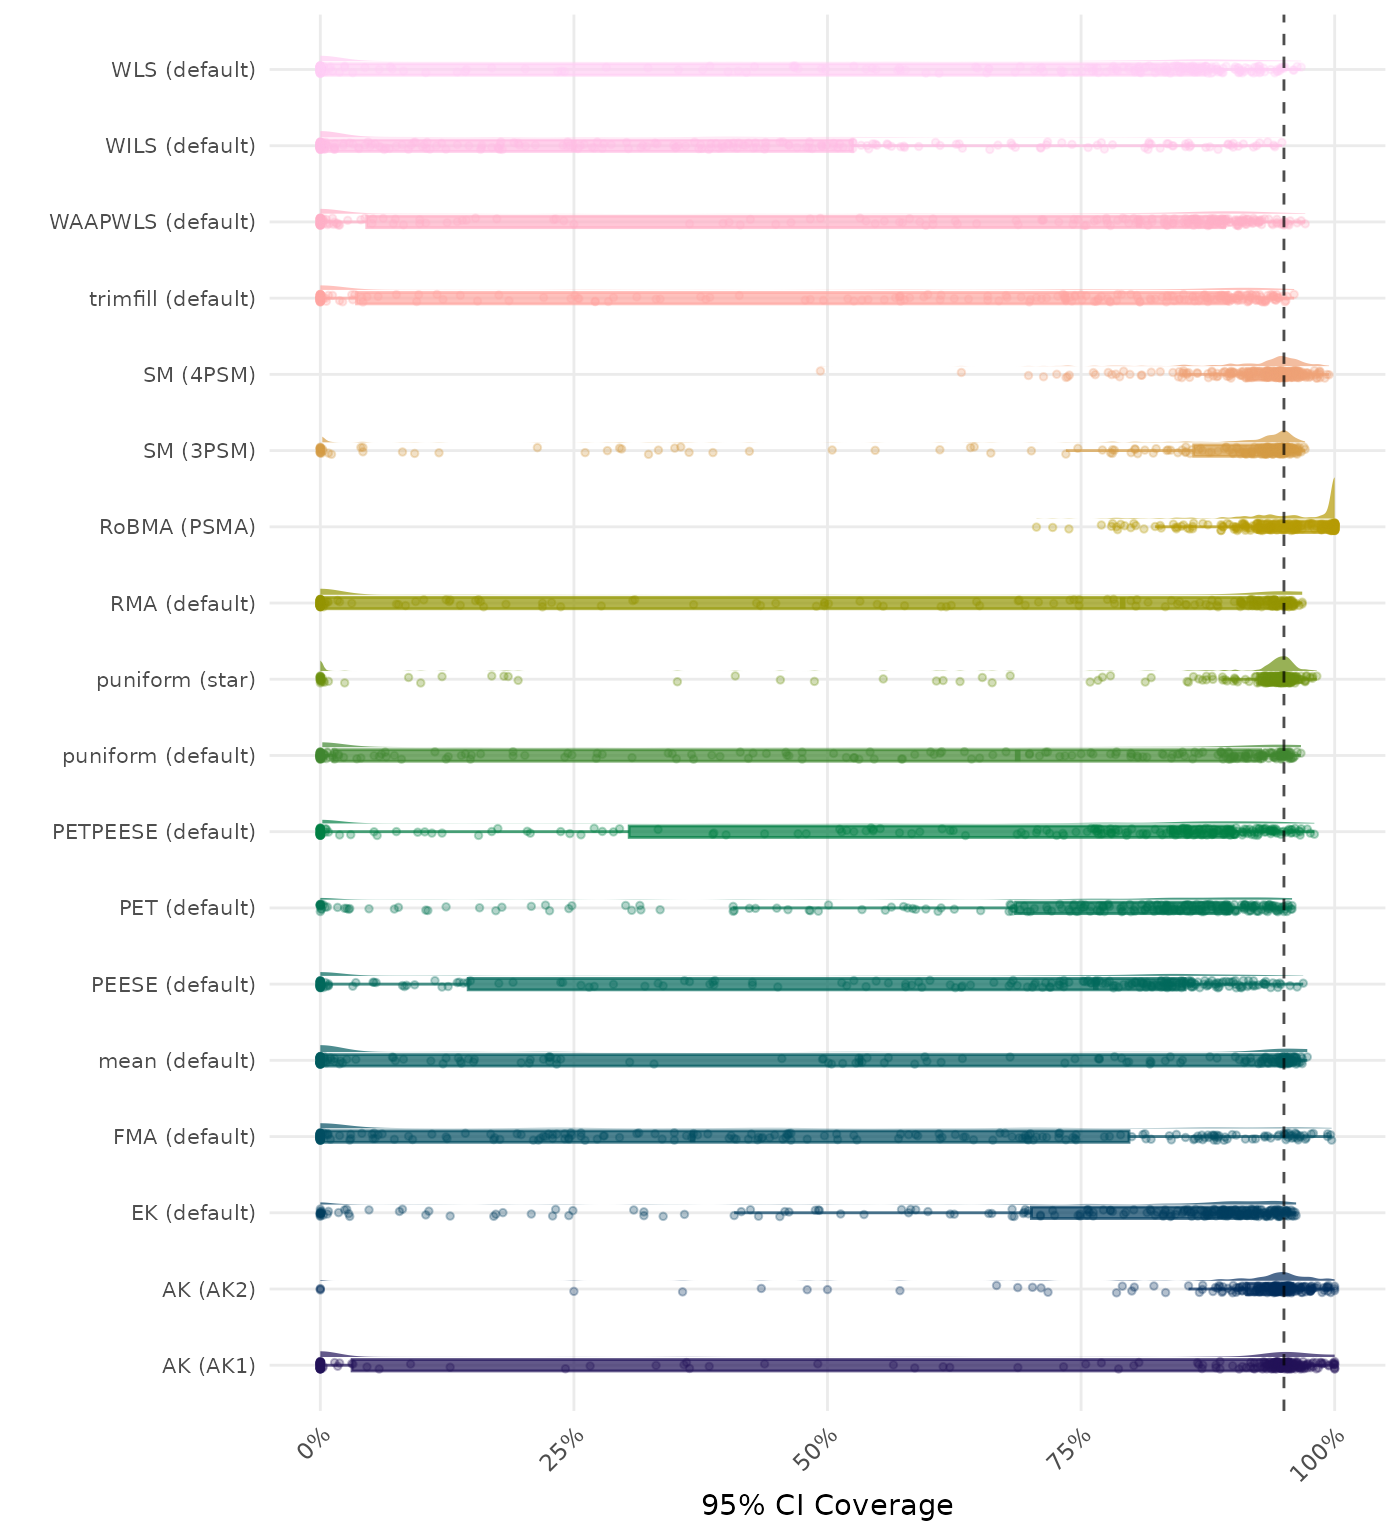 WLS (default)
WILS (default)
WAAPWLS (default)
trimfill (default)
SM (4PSM)
SM (3PSM)
RoBMA (PSMA)
RMA (default)
puniform (star)
puniform (default)
PETPEESE (default)
PET (default)
PEESE (default)
mean (default)
FMA (default)
EK (default)
AK (AK2)
AK (AK1)
0% 25% 50% 75% 100%
95% CI Coverage